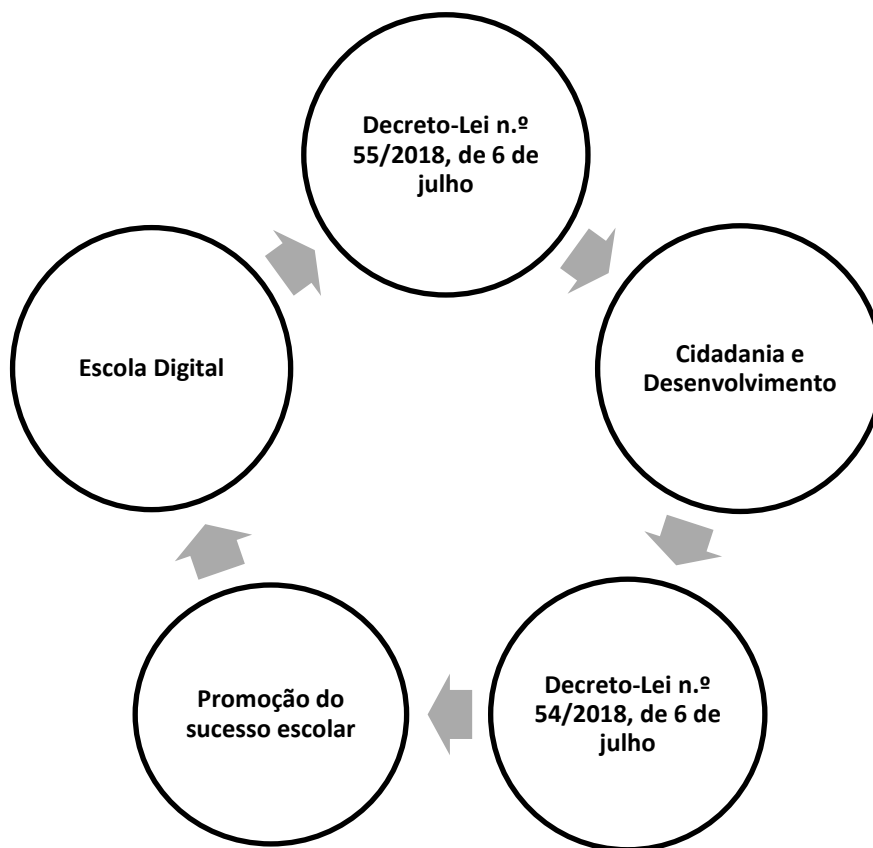 Decreto-Lei n.º
55/2018, de 6 de
julho
Cidadania e
Desenvolvimento
Decreto-Lei n.º
54/2018, de 6 de
julho
Promoção do
sucesso escolar
Escola Digital